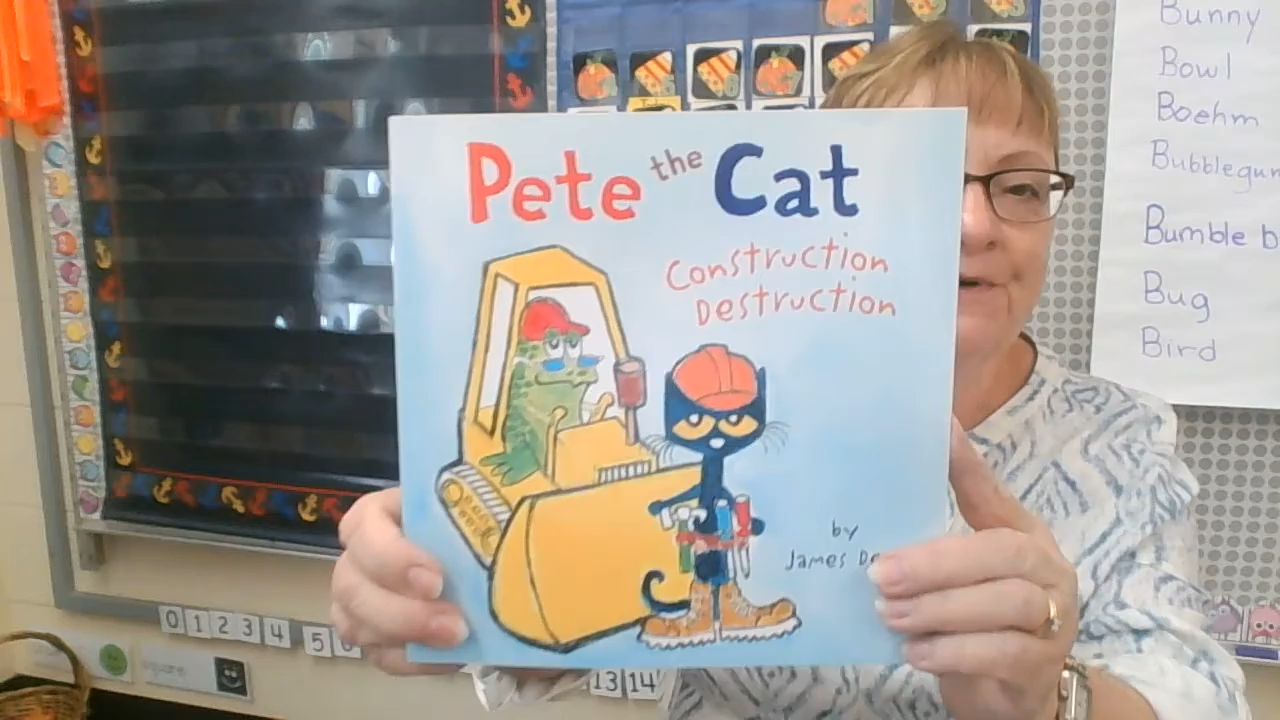 Pete the Cat
Construction
Destruction
by
James
Bunny
Bowl
Boehm
Bumble
Bug
Bird
0 1 2 3 4 5
square
13 14